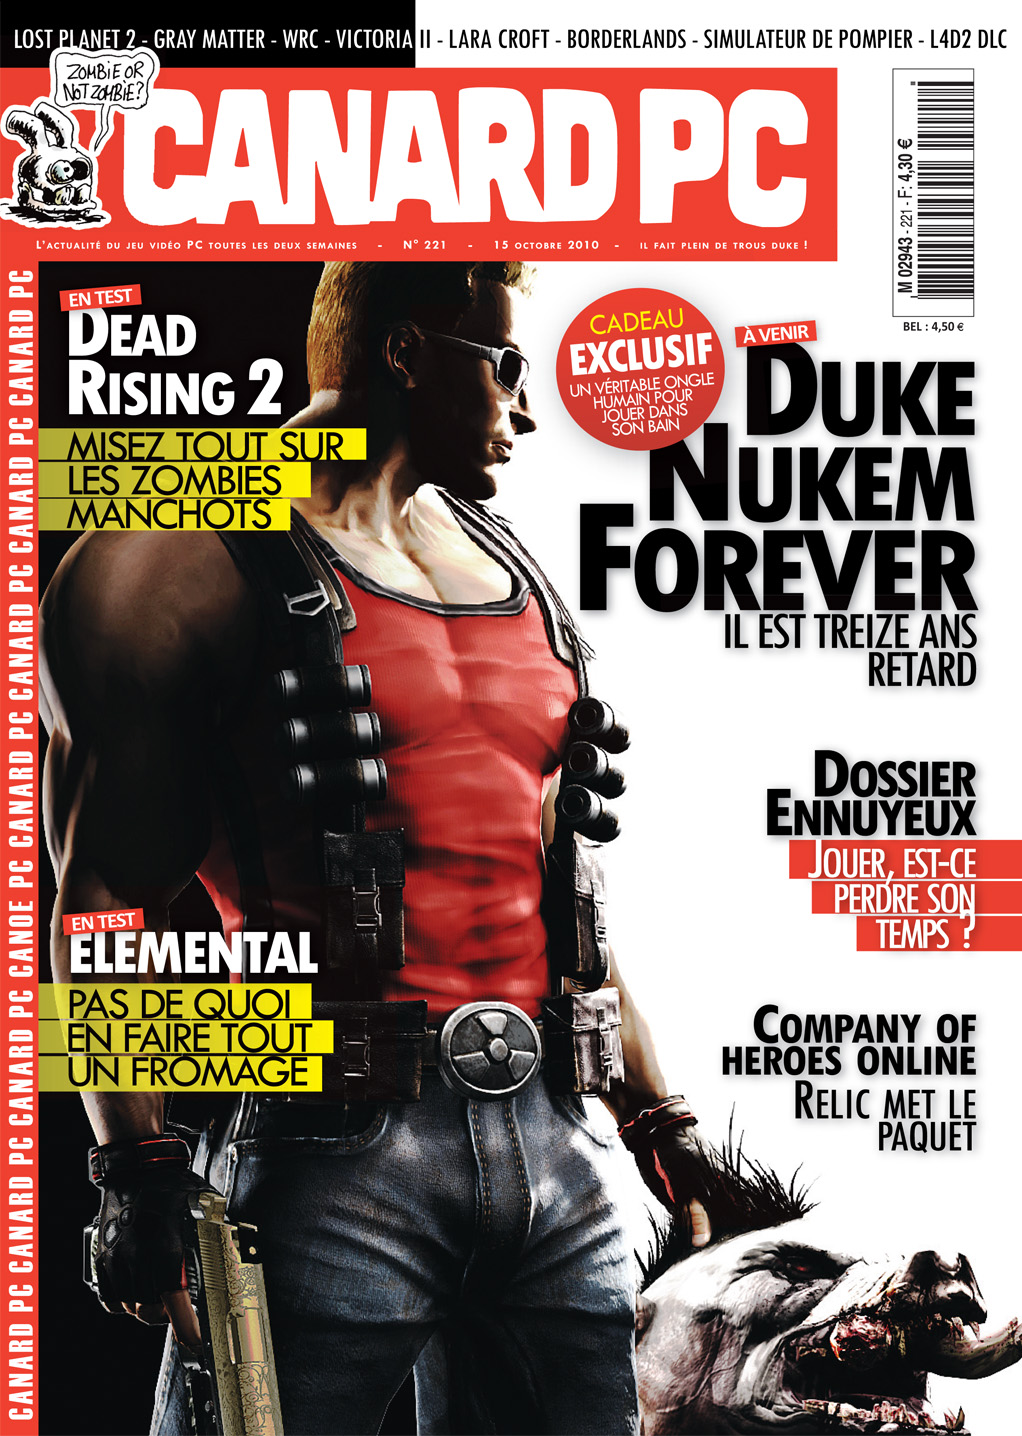 LOST PLANET 2 - GRAY MATTER - WRC - VICTORIA II - LARA CROFT - BORDERLANDS - SIMULATEUR DE POMPIER - L4D2 DLC
ZOMBIE OR
NOT ZOMBIE?
CANARD PC
L'ACTUALITÉ DU JEU VIDÉO PC TOUTES LES DEUX SEMAINES - N° 221 - 15 OCTOBRE 2010 - IL FAIT PLEIN DE TROUS DUKE !
M 02943 - 221 - F: 4,30 €
BEL : 4,50 €
CANARD PC CANARD PC CANOE PC CANARD PC CANARD PC CANARD PC CANARD PC CANARD PC
EN TEST
DEAD
RISING 2
MISEZ TOUT SUR
LES ZOMBIES
MANCHOTS
CADEAU
EXCLUSIF
UN VÉRITABLE ONGLE
HUMAIN POUR
JOUER DANS
SON BAIN
À VENIR
DUKE
NUKEM
FOREVER
IL EST TREIZE ANS
RETARD
DOSSIER
ENNUYEUX
JOUER, EST-CE
PERDRE SON
TEMPS ?
EN TEST
ELEMENTAL
PAS DE QUOI
EN FAIRE TOUT
UN FROMAGE
COMPANY OF
HEROES ONLINE
RELIC MET LE
PAQUET